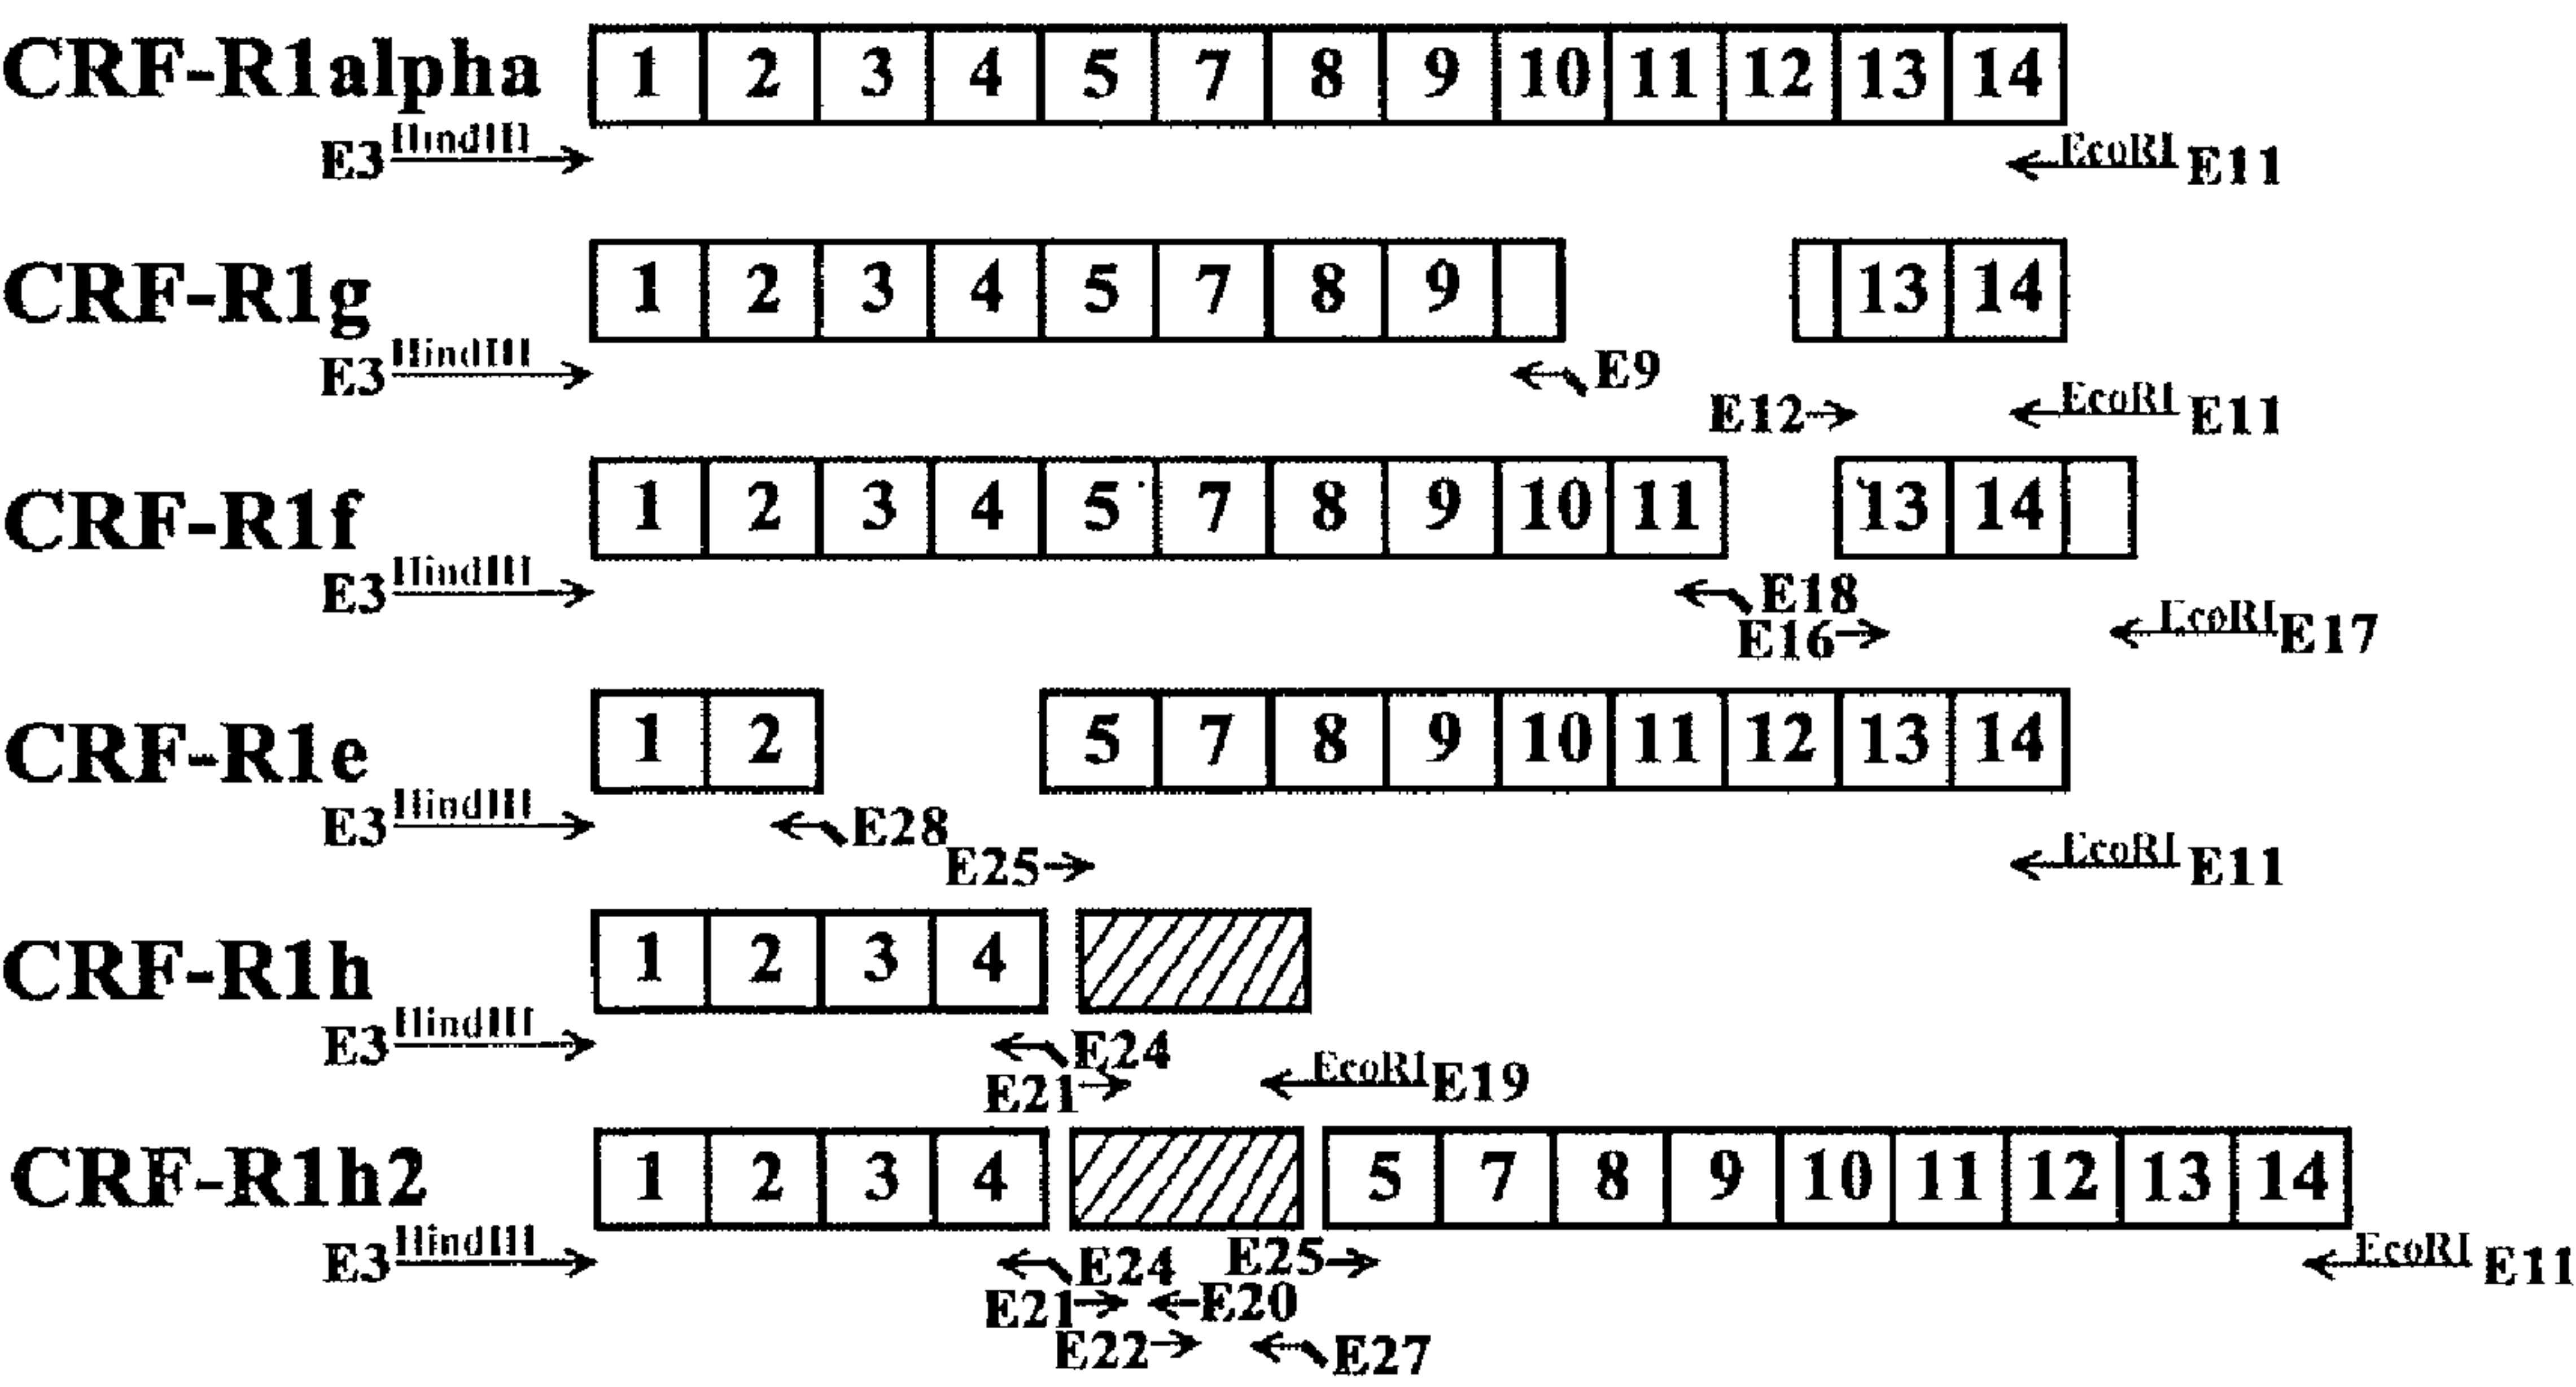 CRF-R1alpha 1 2 3 4 5 7 8 9 10 11 12 13 14
E3 HindIII EcoRI E11
CRF-R1g 1 2 3 4 5 7 8 9 13 14
E3 HindIII E9
E12 EcoRI E11
CRF-R1f 1 2 3 4 5 7 8 9 10 11 13 14
E3 HindIII E18
E16 EcoRI E17
CRF-R1e 1 2 5 7 8 9 10 11 12 13 14
E3 HindIII E28
E25 EcoRI E11
CRF-R1h 1 2 3 4
E3 HindIII E24
E21 EcoRI E19
CRF-R1h2 1 2 3 4 5 7 8 9 10 11 12 13 14
E3 HindIII E24 E25 EcoRI E11
E21 E20
E22 E27